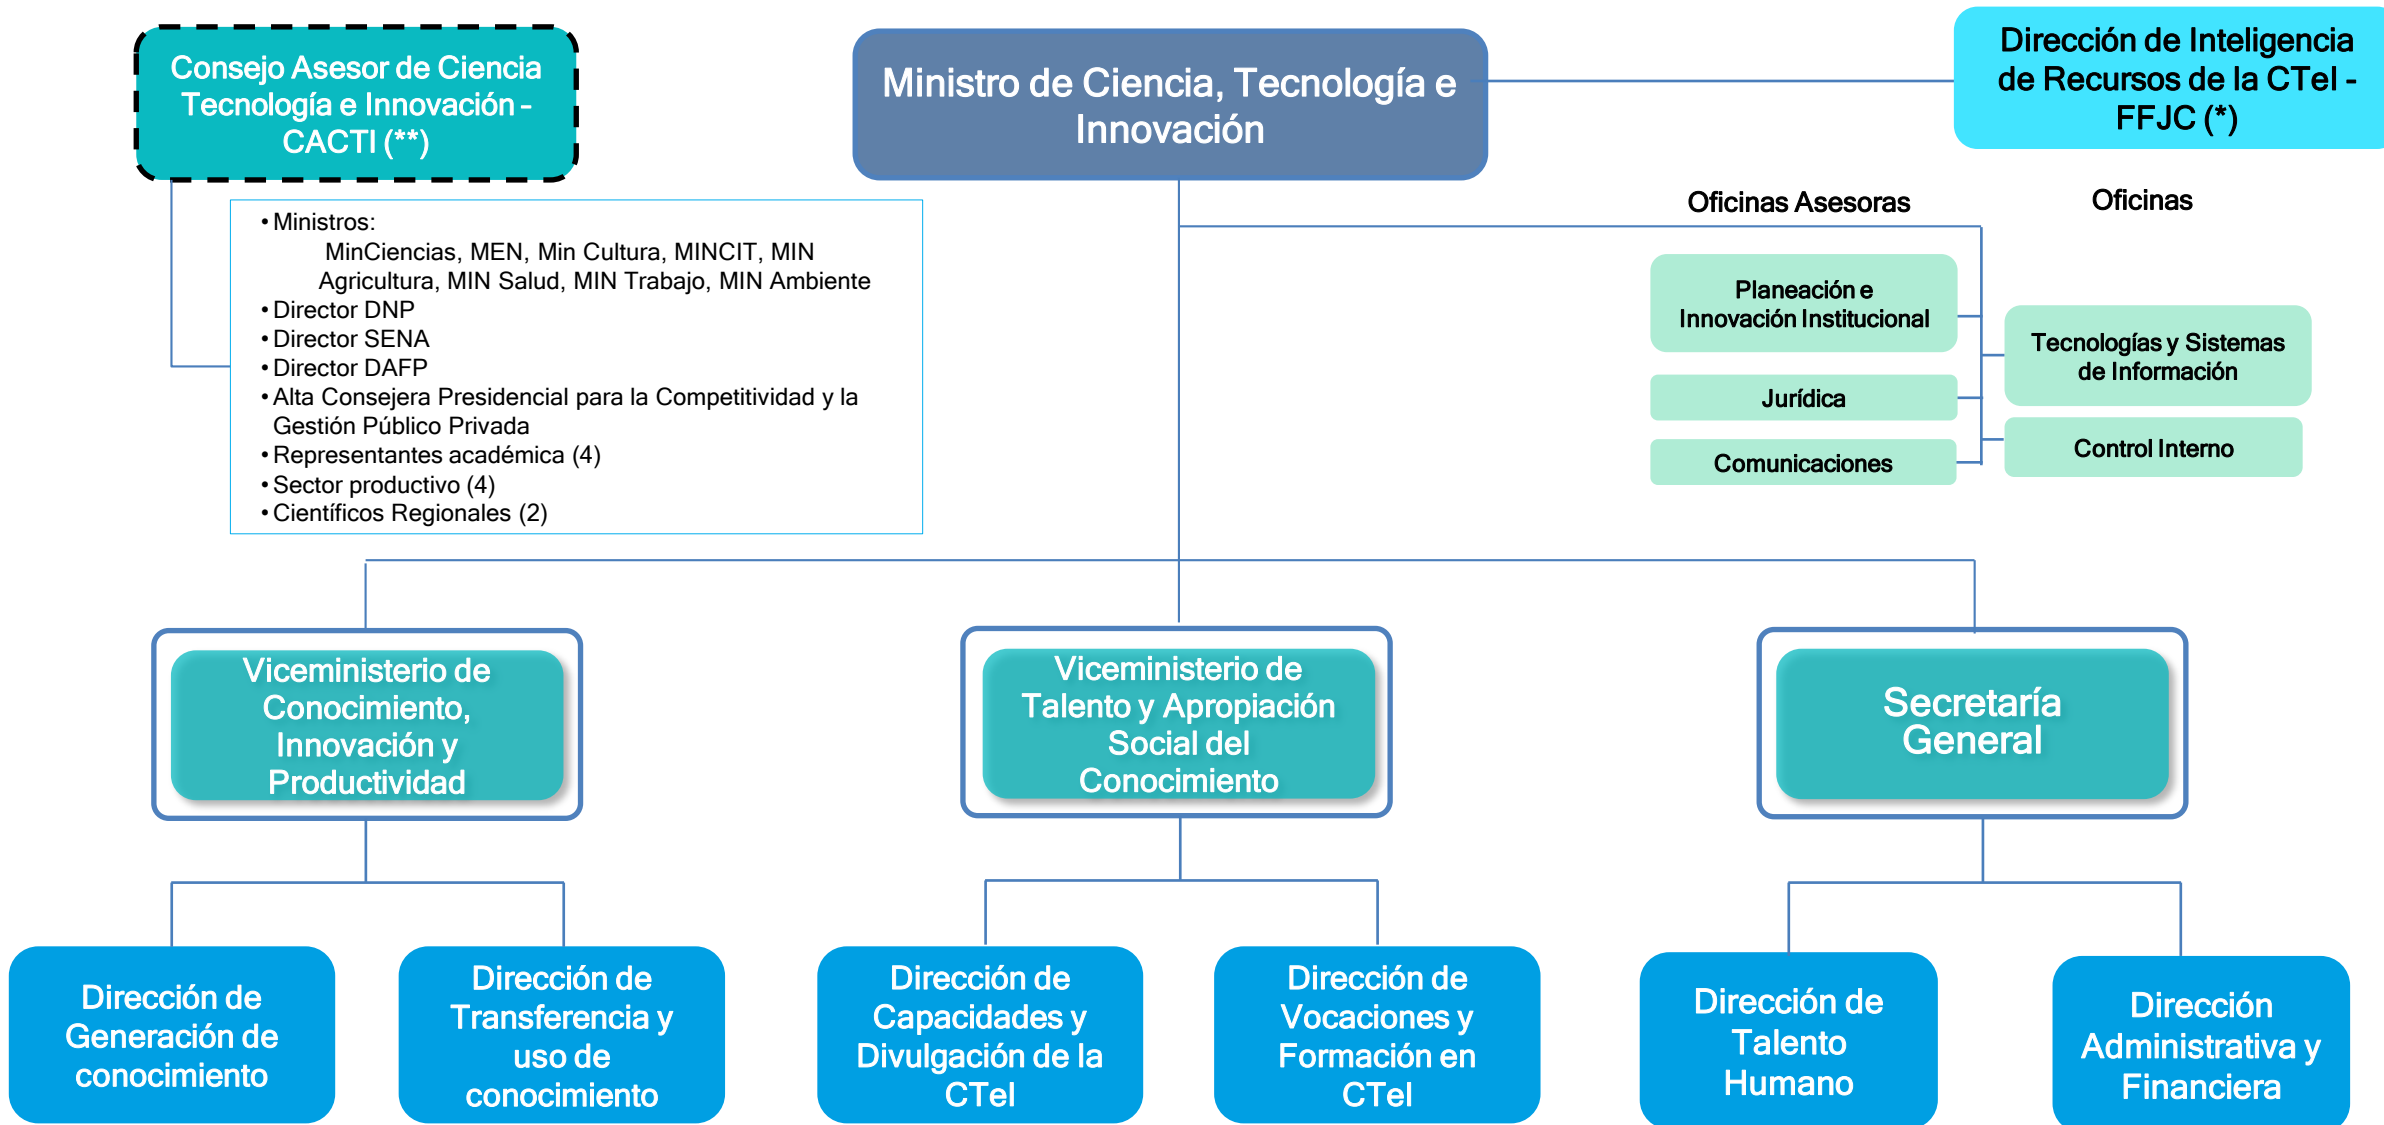 Consejo Asesor de Ciencia
Tecnología e Innovación –
CACTI (**)
Ministro de Ciencia, Tecnología e
Innovación
Dirección de Inteligencia
de Recursos de la CTeI -
FFJC (*)
• Ministros:
MinCiencias, MEN, Min Cultura, MINCIT, MIN
Agricultura, MIN Salud, MIN Trabajo, MIN Ambiente
• Director DNP
• Director SENA
• Director DAFP
• Alta Consejera Presidencial para la Competitividad y la
Gestión Público Privada
• Representantes académica (4)
• Sector productivo (4)
• Científicos Regionales (2)
Oficinas Asesoras
Planeación e
Innovación Institucional
Jurídica
Comunicaciones
Oficinas
Tecnologías y Sistemas
de Información
Control Interno
Viceministerio de
Conocimiento,
Innovación y
Productividad
Viceministerio de
Talento y Apropiación
Social del
Conocimiento
Secretaría
General
Dirección de
Generación de
conocimiento
Dirección de
Transferencia y
uso de
conocimiento
Dirección de
Capacidades y
Divulgación de la
CTeI
Dirección de
Vocaciones y
Formación en
CTeI
Dirección de
Talento
Humano
Dirección
Administrativa y
Financiera